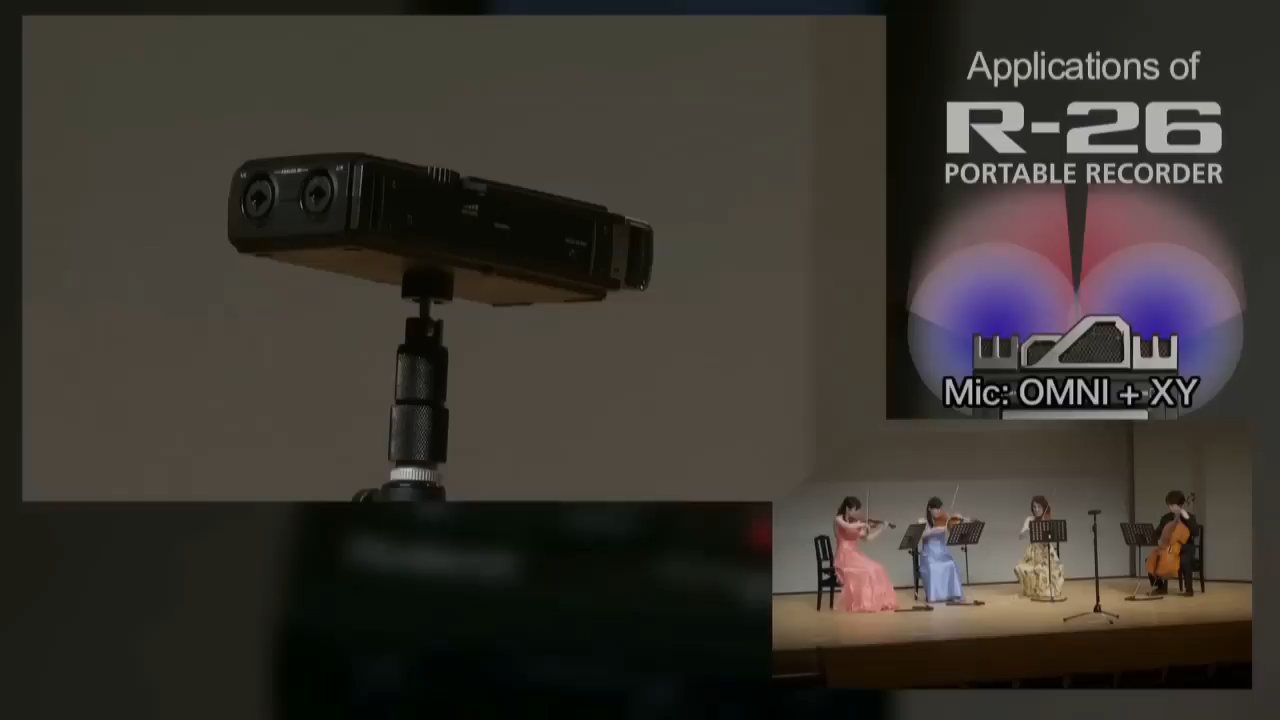 Applications of
R-26
PORTABLE RECORDER
Mic: OMNI + XY